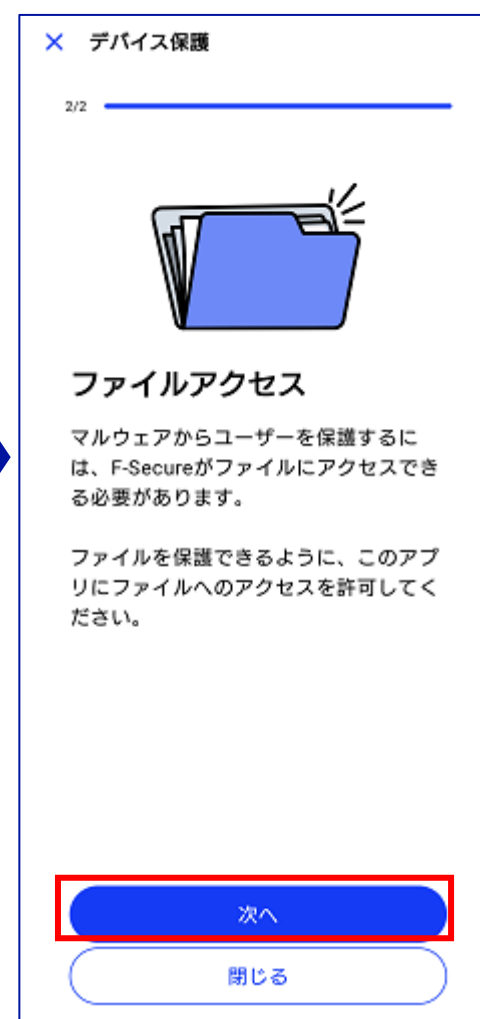 × デバイス保護
2/2
ファイルアクセス
マルウェアからユーザーを保護するに
は、F-Secureがファイルにアクセスでき
る必要があります。
ファイルを保護できるように、このアプ
リにファイルへのアクセスを許可してく
ださい。
次へ
閉じる